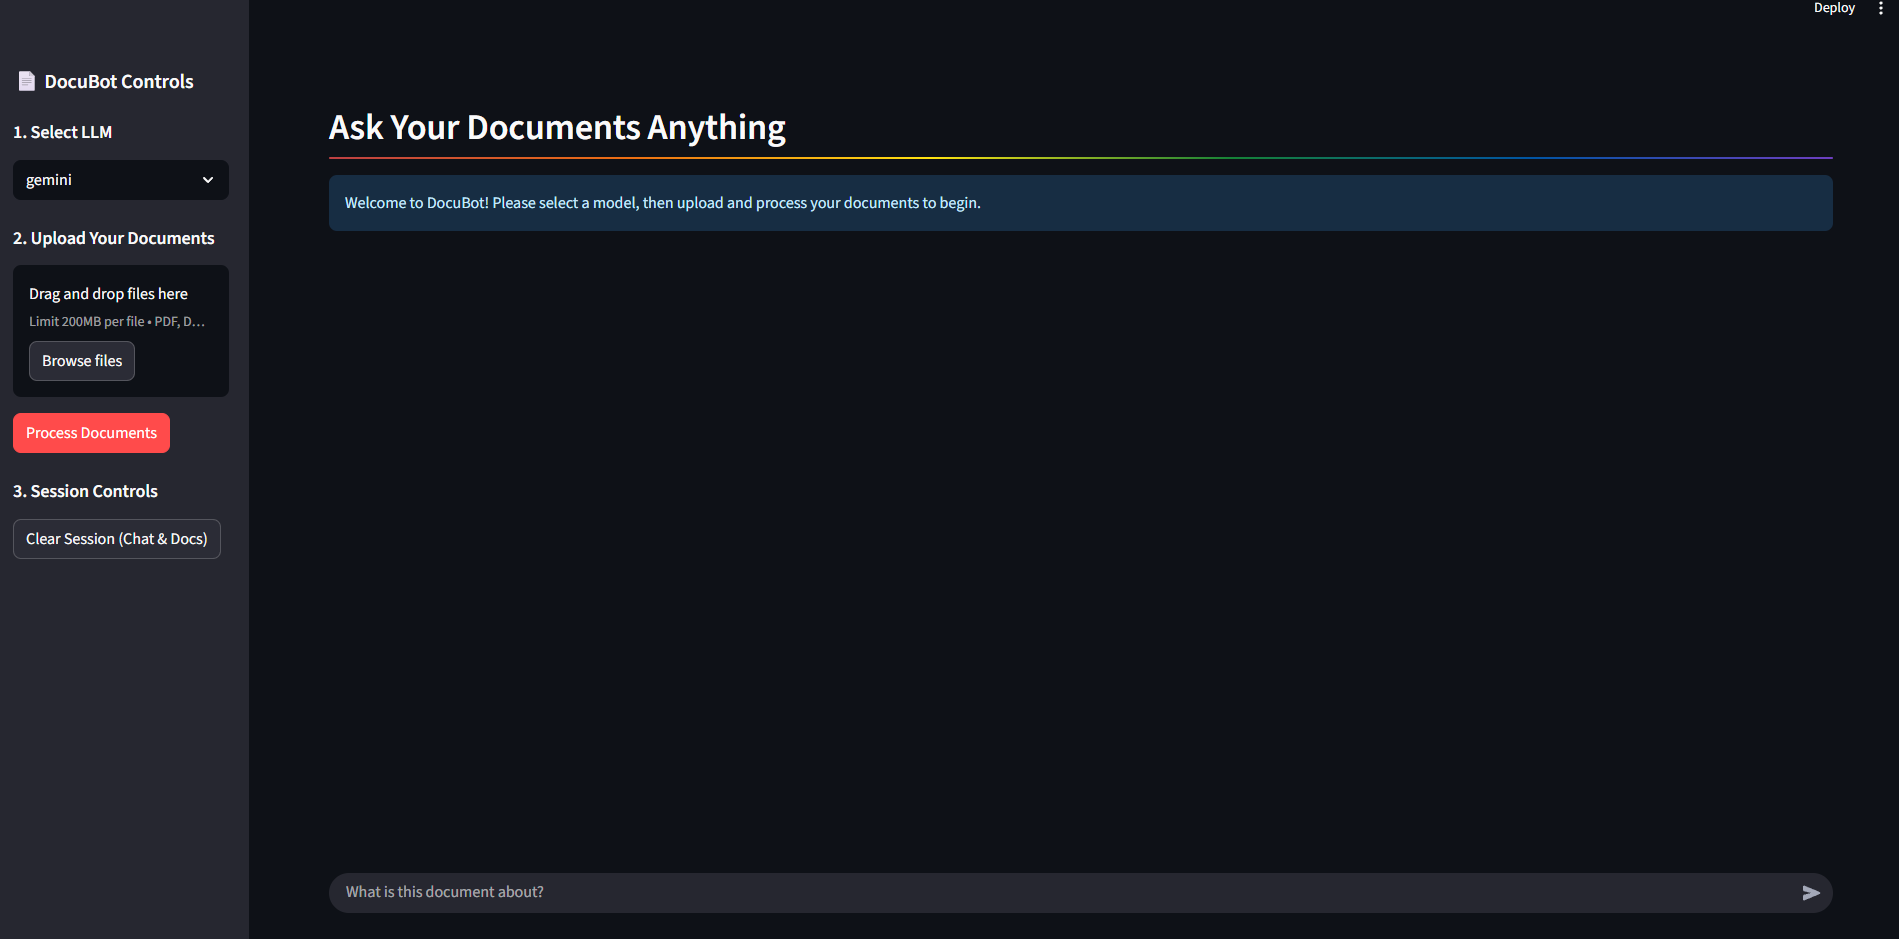 Deploy
DocuBot Controls
1. Select LLM
gemini
2. Upload Your Documents
Drag and drop files here
Limit 200MB per file • PDF, D...
Browse files
Process Documents
3. Session Controls
Clear Session (Chat & Docs)
Ask Your Documents Anything
Welcome to DocuBot! Please select a model, then upload and process your documents to begin.
What is this document about?